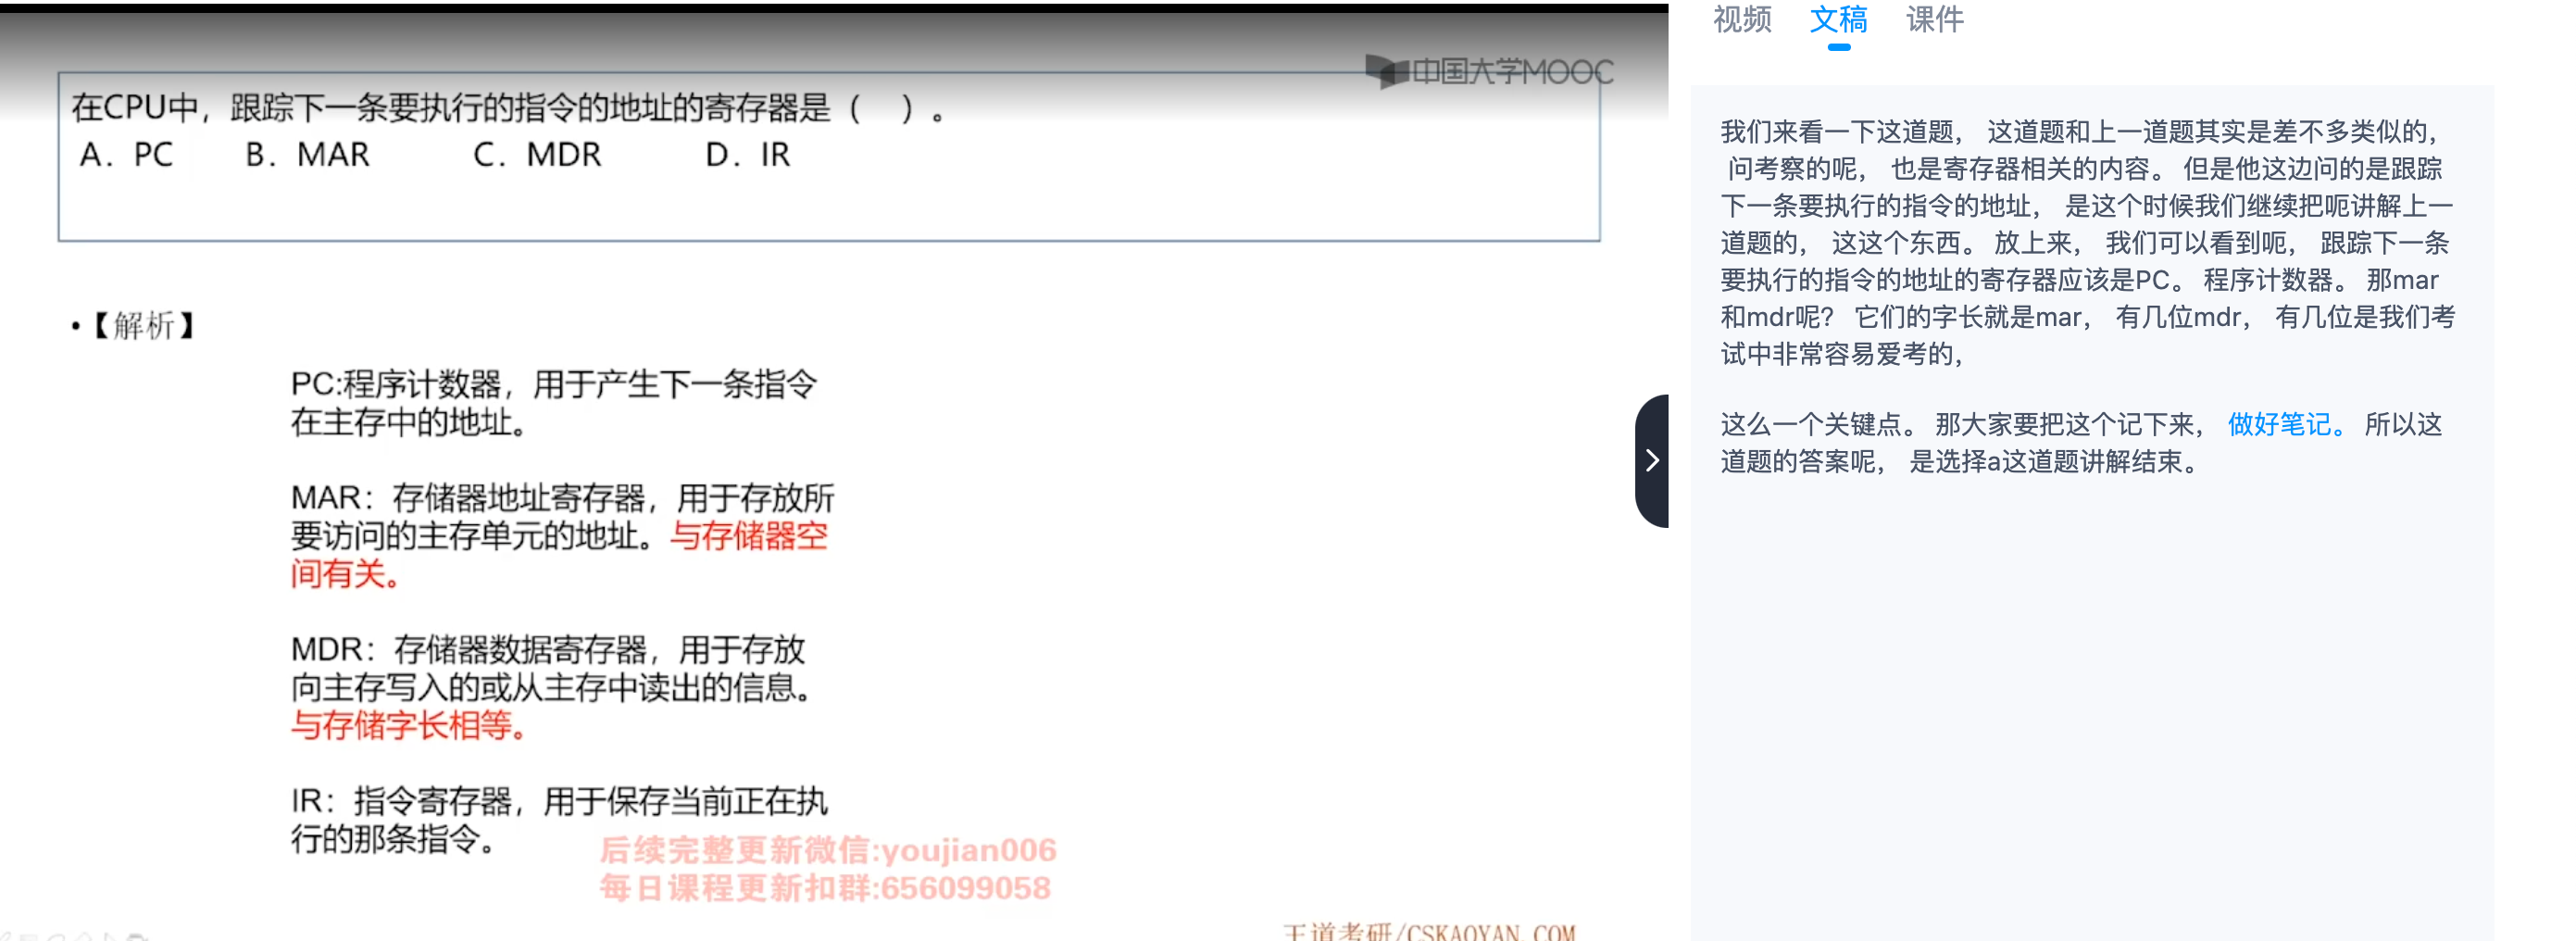 中国大学MOOC
在CPU中，跟踪下一条要执行的指令的地址的寄存器是（　）。
A. PC B. MAR C. MDR D. IR
•【解析】
PC:程序计数器，用于产生下一条指令
在主存中的地址。
MAR：存储器地址寄存器，用于存放所
要访问的主存单元的地址。与存储器空
间有关。
MDR：存储器数据寄存器，用于存放
向主存写入的或从主存中读出的信息。
与存储字长相等。
IR：指令寄存器，用于保存当前正在执
行的那条指令。
后续完整更新微信:youjian006
每日课程更新扣群:656099058
王道考研/CSKAOYAN.COM
视频 文稿 课件
我们来看一下这道题， 这道题和上一道题其实是差不多类似的，
问考察的呢， 也是寄存器相关的内容。 但是他这边问的是跟踪
下一条要执行的指令的地址， 是这个时候我们继续把呃讲解上一
道题的， 这这个东西。 放上来， 我们可以看到呃， 跟踪下一条
要执行的指令的地址的寄存器应该是PC。 程序计数器。 那mar
和mdr呢？ 它们的字长就是mar， 有几位mdr， 有几位是我们考
试中非常容易爱考的，
这么一个关键点。 那大家要把这个记下来， 做好笔记。 所以这
道题的答案呢， 是选择a这道题讲解结束。